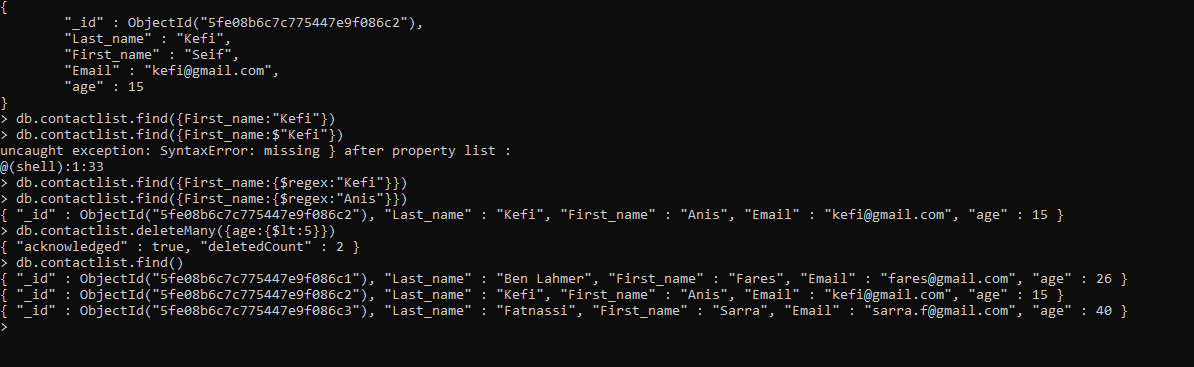 {
        "_id" : ObjectId("5fe08b6c7c775447e9f086c2"),
        "Last_name" : "Kefi",
        "First_name" : "Seif",
        "Email" : "kefi@gmail.com",
        "age" : 15
}
> db.contactlist.find({First_name:"Kefi"})
> db.contactlist.find({First_name:$"Kefi"})
uncaught exception: SyntaxError: missing } after property list :
@(shell):1:33
> db.contactlist.find({First_name:{$regex:"Kefi"}})
> db.contactlist.find({First_name:{$regex:"Anis"}})
{ "_id" : ObjectId("5fe08b6c7c775447e9f086c2"), "Last_name" : "Kefi", "First_name" : "Anis", "Email" : "kefi@gmail.com", "age" : 15 }
> db.contactlist.deleteMany({age:{$lt:5}})
{ "acknowledged" : true, "deletedCount" : 2 }
> db.contactlist.find()
{ "_id" : ObjectId("5fe08b6c7c775447e9f086c1"), "Last_name" : "Ben Lahmer", "First_name" : "Fares", "Email" : "fares@gmail.com", "age" : 26 }
{ "_id" : ObjectId("5fe08b6c7c775447e9f086c2"), "Last_name" : "Kefi", "First_name" : "Anis", "Email" : "kefi@gmail.com", "age" : 15 }
{ "_id" : ObjectId("5fe08b6c7c775447e9f086c3"), "Last_name" : "Fatnassi", "First_name" : "Sarra", "Email" : "sarra.f@gmail.com", "age" : 40 }
>